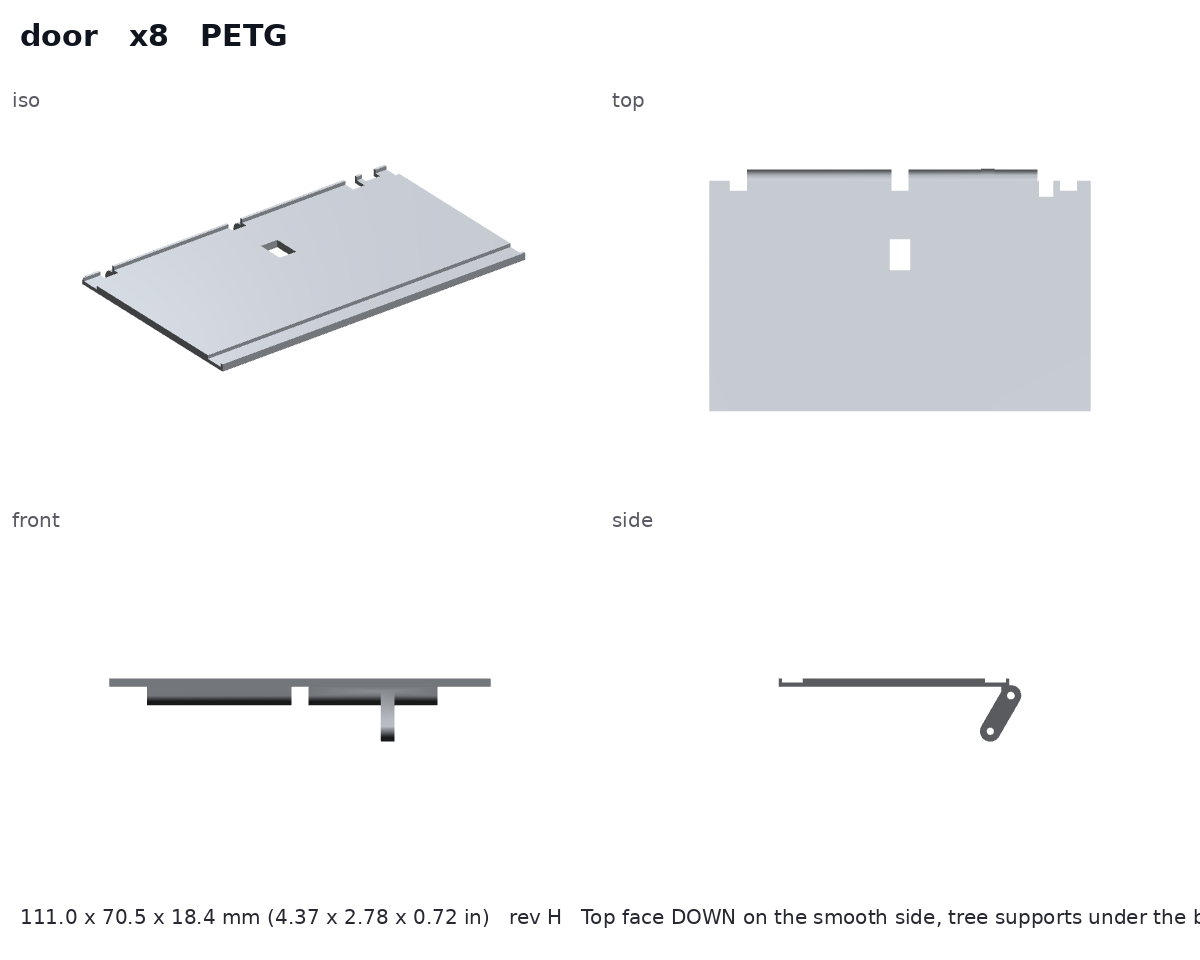 door x8 PETG
iso
top
front
side
111.0 x 70.5 x 18.4 mm (4.37 x 2.78 x 0.72 in) rev H Top face DOWN on the smooth side, tree supports under the